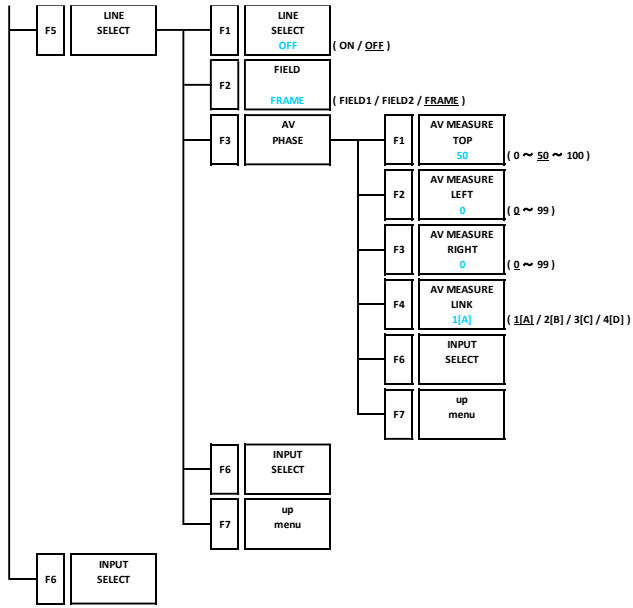 F5
LINE
SELECT
F1
LINE
SELECT
OFF
( ON / OFF )
F2
FIELD
FRAME
( FIELD1 / FIELD2 / FRAME )
F3
AV
PHASE
F1
AV MEASURE
TOP
50
( 0 ～ 50 ～ 100 )
F2
AV MEASURE
LEFT
0
( 0 ～ 99 )
F3
AV MEASURE
RIGHT
0
( 0 ～ 99 )
F4
AV MEASURE
LINK
1[A]
( 1[A] / 2[B] / 3[C] / 4[D] )
F6
INPUT
SELECT
F7
up
menu
F6
INPUT
SELECT
F7
up
menu
F6
INPUT
SELECT